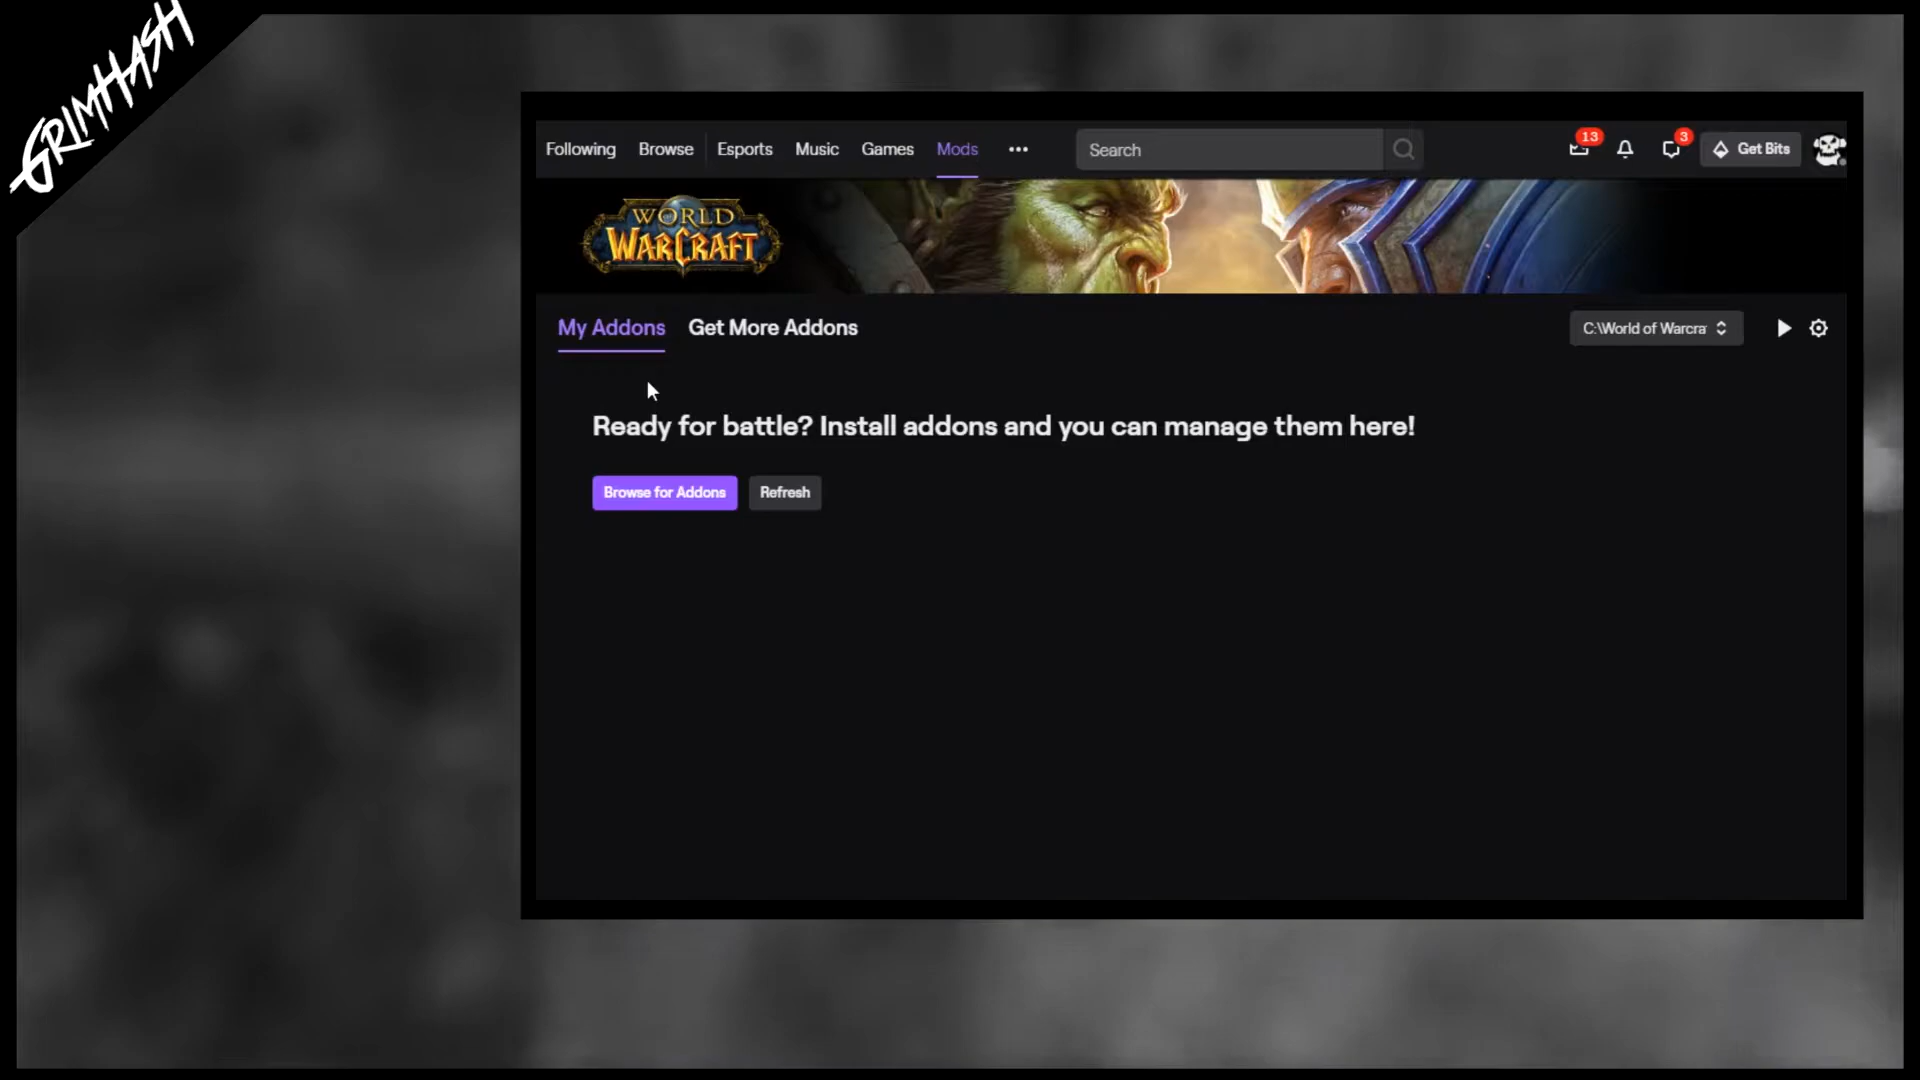 GRIMHASH
Following Browse Esports Music Games Mods ••• Search 13 3 Get Bits
WORLD
WARCRAFT
My Addons Get More Addons C:\World of Warcra
Ready for battle? Install addons and you can manage them here!
Browse for Addons Refresh